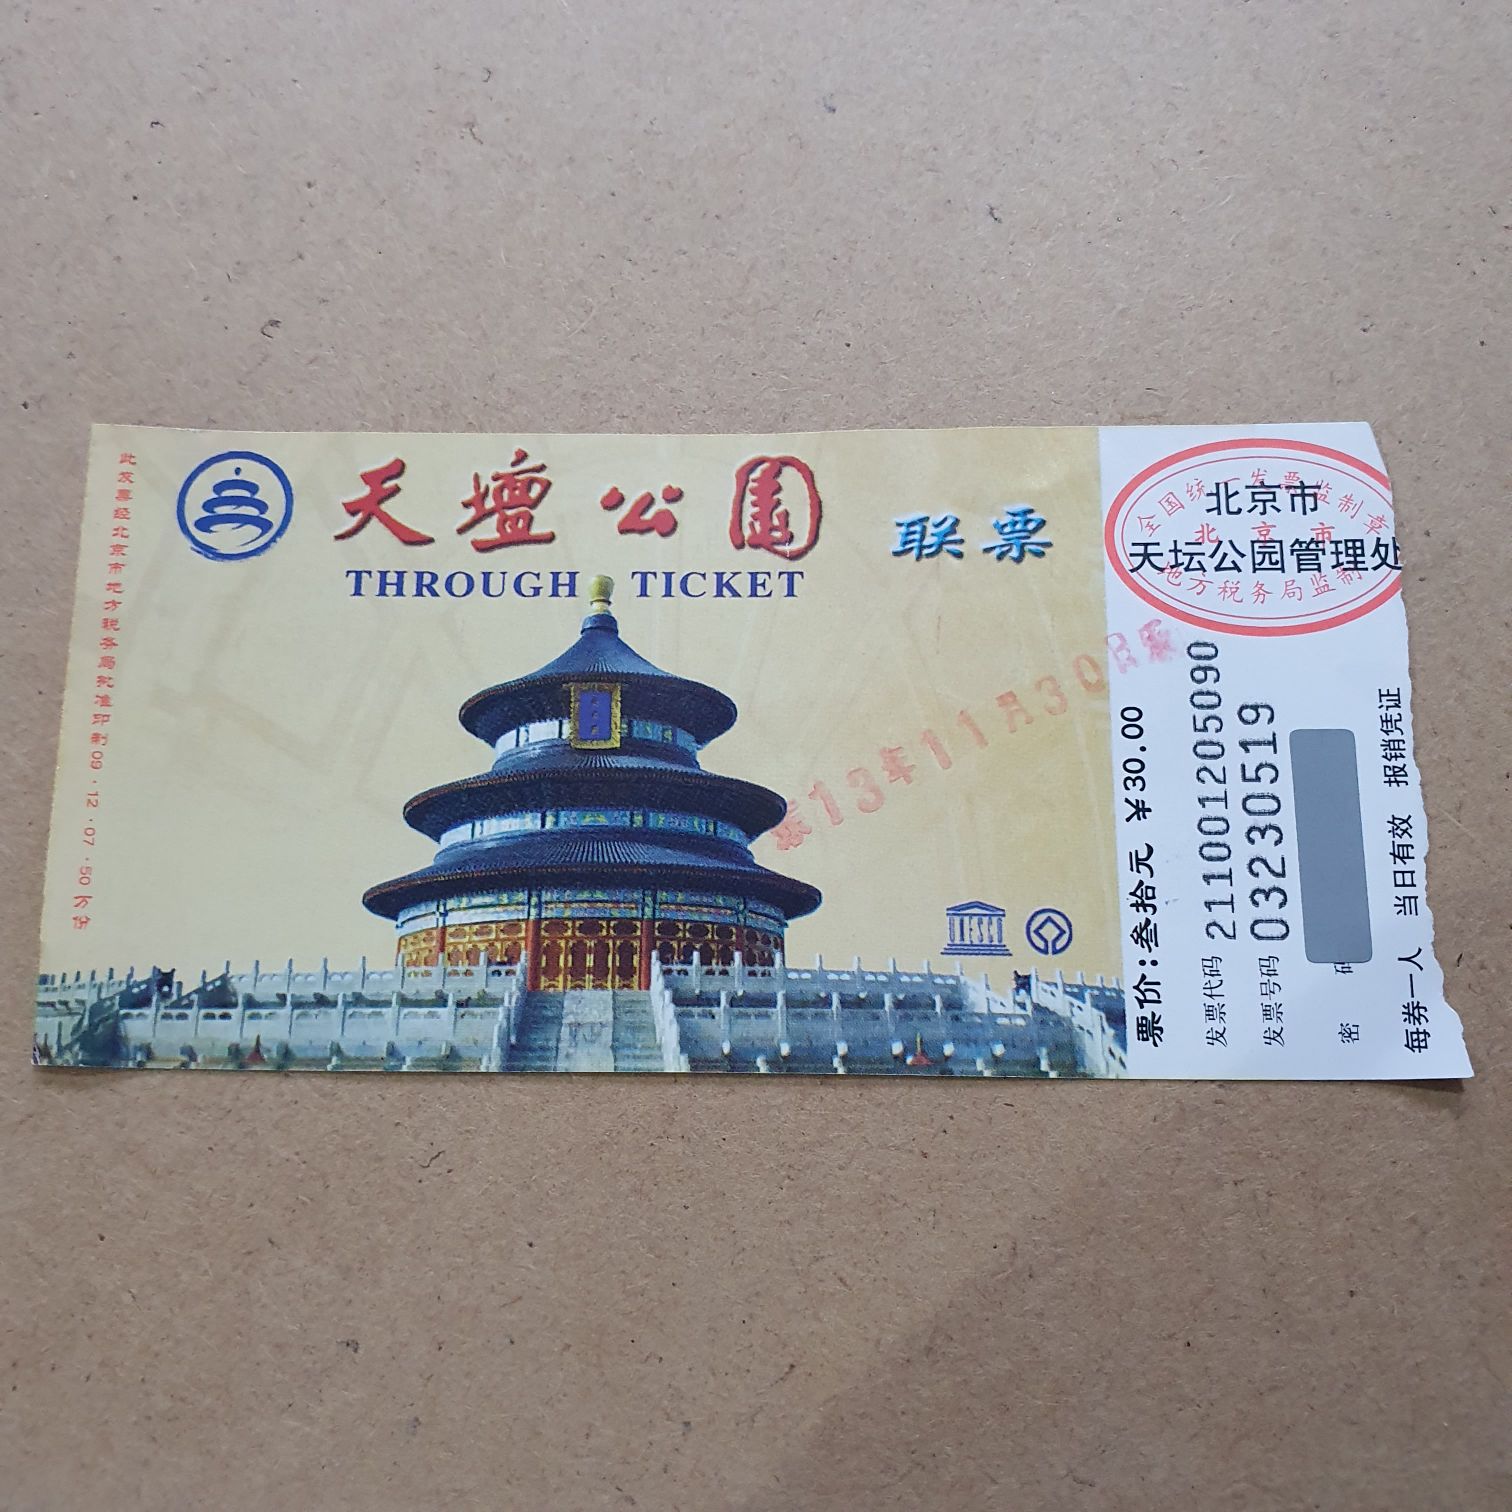 天壇公園
联票
THROUGH TICKET
此发票经北京市地方税务局批准印制09·12·07·50万份
13年11月30日
UNESCO
全国统一发票监制章
北京市
北京市
天坛公园管理处
地方税务局监制
票价:叁拾元 ¥30.00
发票代码 211001205090
发票号码 03230519
密 码
每券一人 当日有效 报销凭证